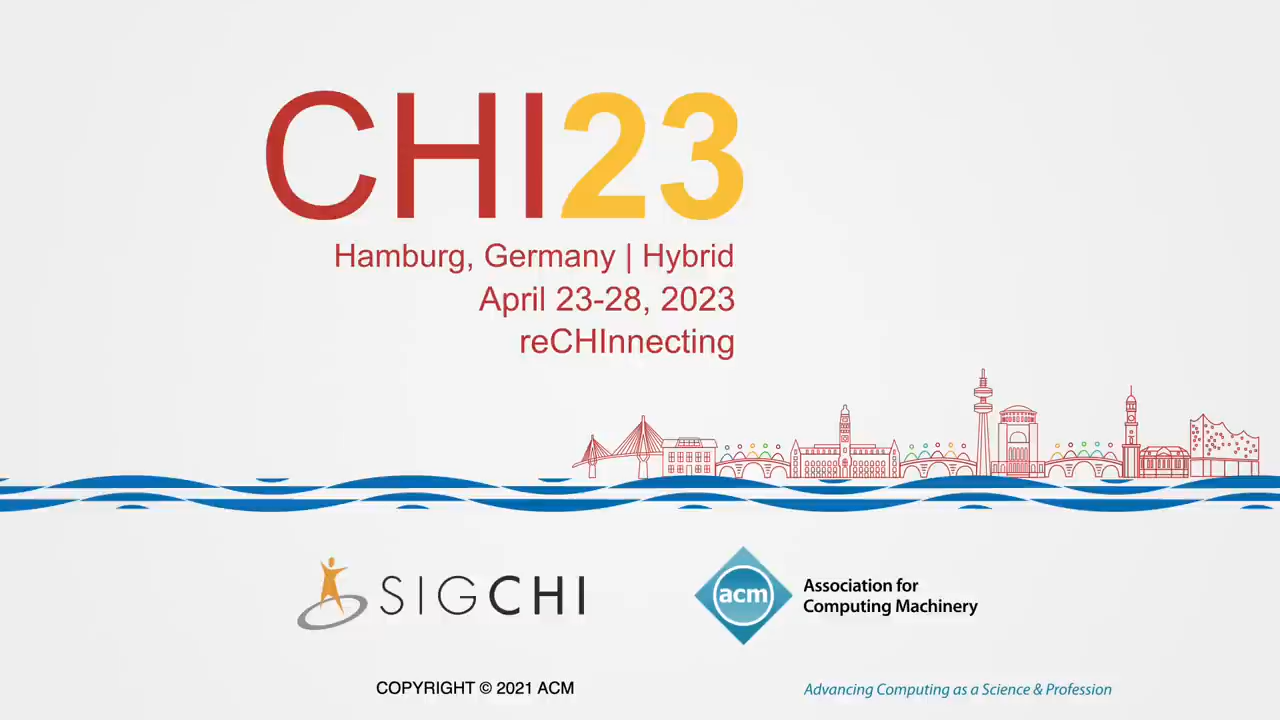 CHI23
Hamburg, Germany | Hybrid
April 23-28, 2023
reCHInnecting
SIGCHI
acm
Association for
Computing Machinery
COPYRIGHT © 2021 ACM
Advancing Computing as a Science & Profession